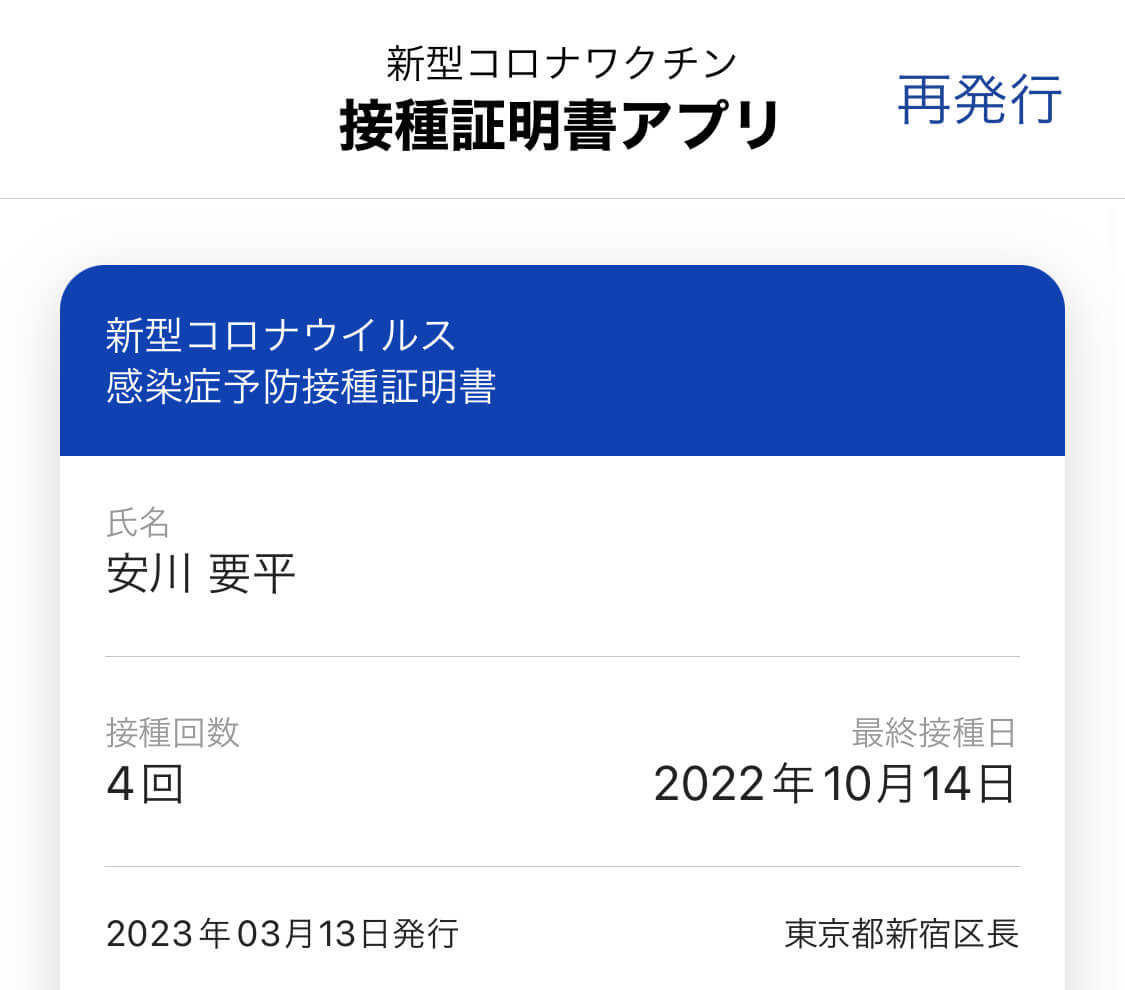 新型コロナワクチン
接種証明書アプリ
再発行
新型コロナウイルス
感染症予防接種証明書
氏名
安川 要平
接種回数
最終接種日
4回
2022年10月14日
2023年03月13日発行
東京都新宿区長